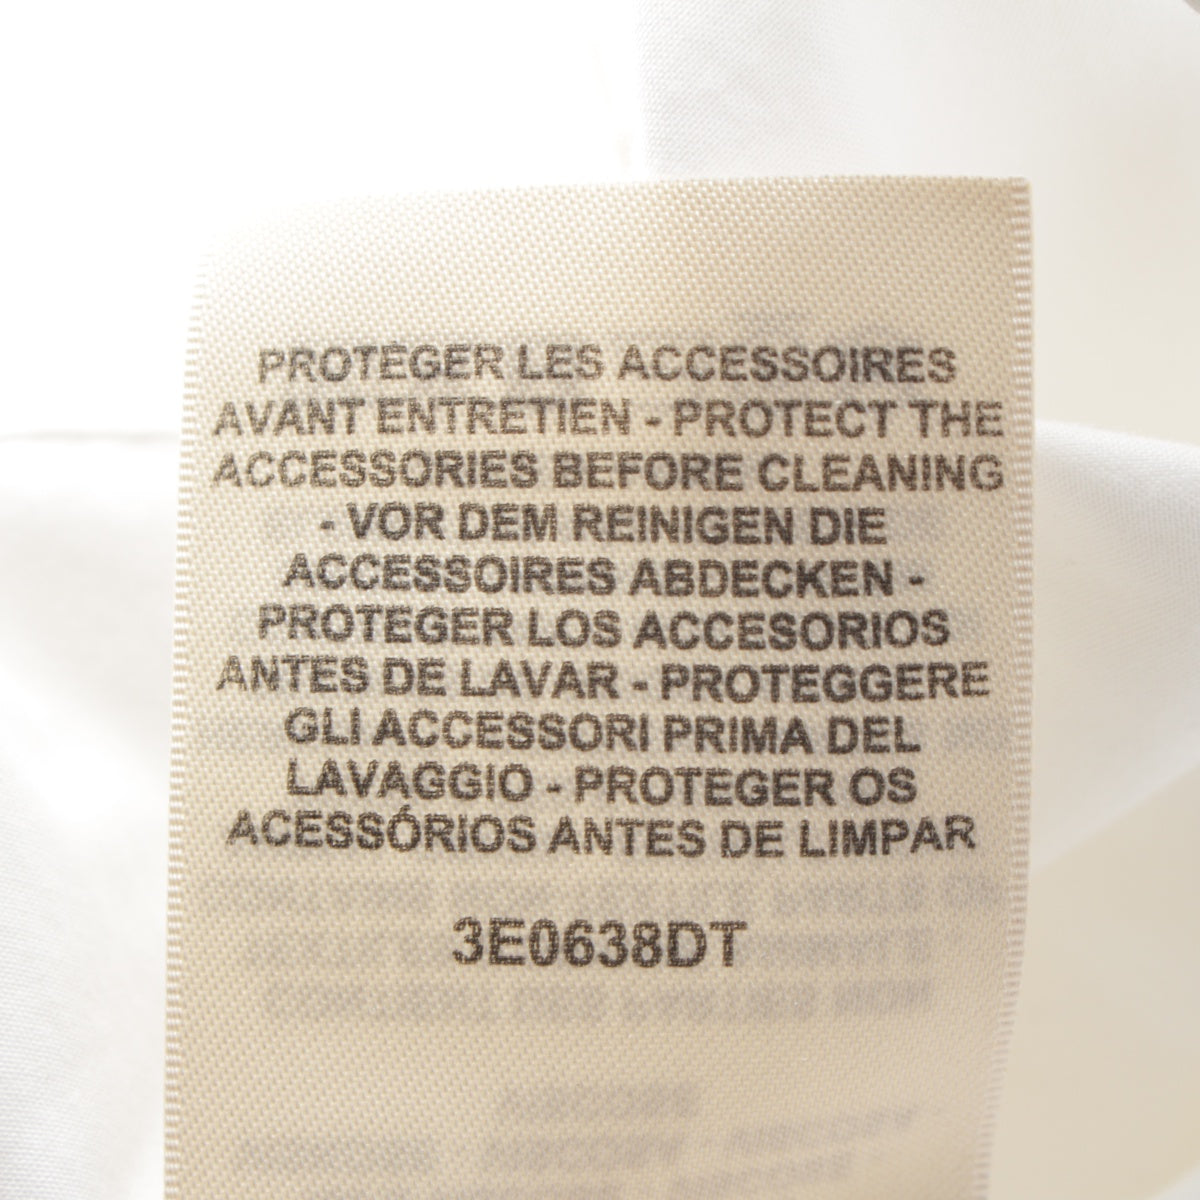 PROTÉGER LES ACCESSOIRES
AVANT ENTRETIEN - PROTECT THE
ACCESSORIES BEFORE CLEANING
- VOR DEM REINIGEN DIE
ACCESSOIRES ABDECKEN -
PROTEGER LOS ACCESORIOS
ANTES DE LAVAR - PROTEGGERE
GLI ACCESSORI PRIMA DEL
LAVAGGIO - PROTEGER OS
ACESSÓRIOS ANTES DE LIMPAR
3E0638DT